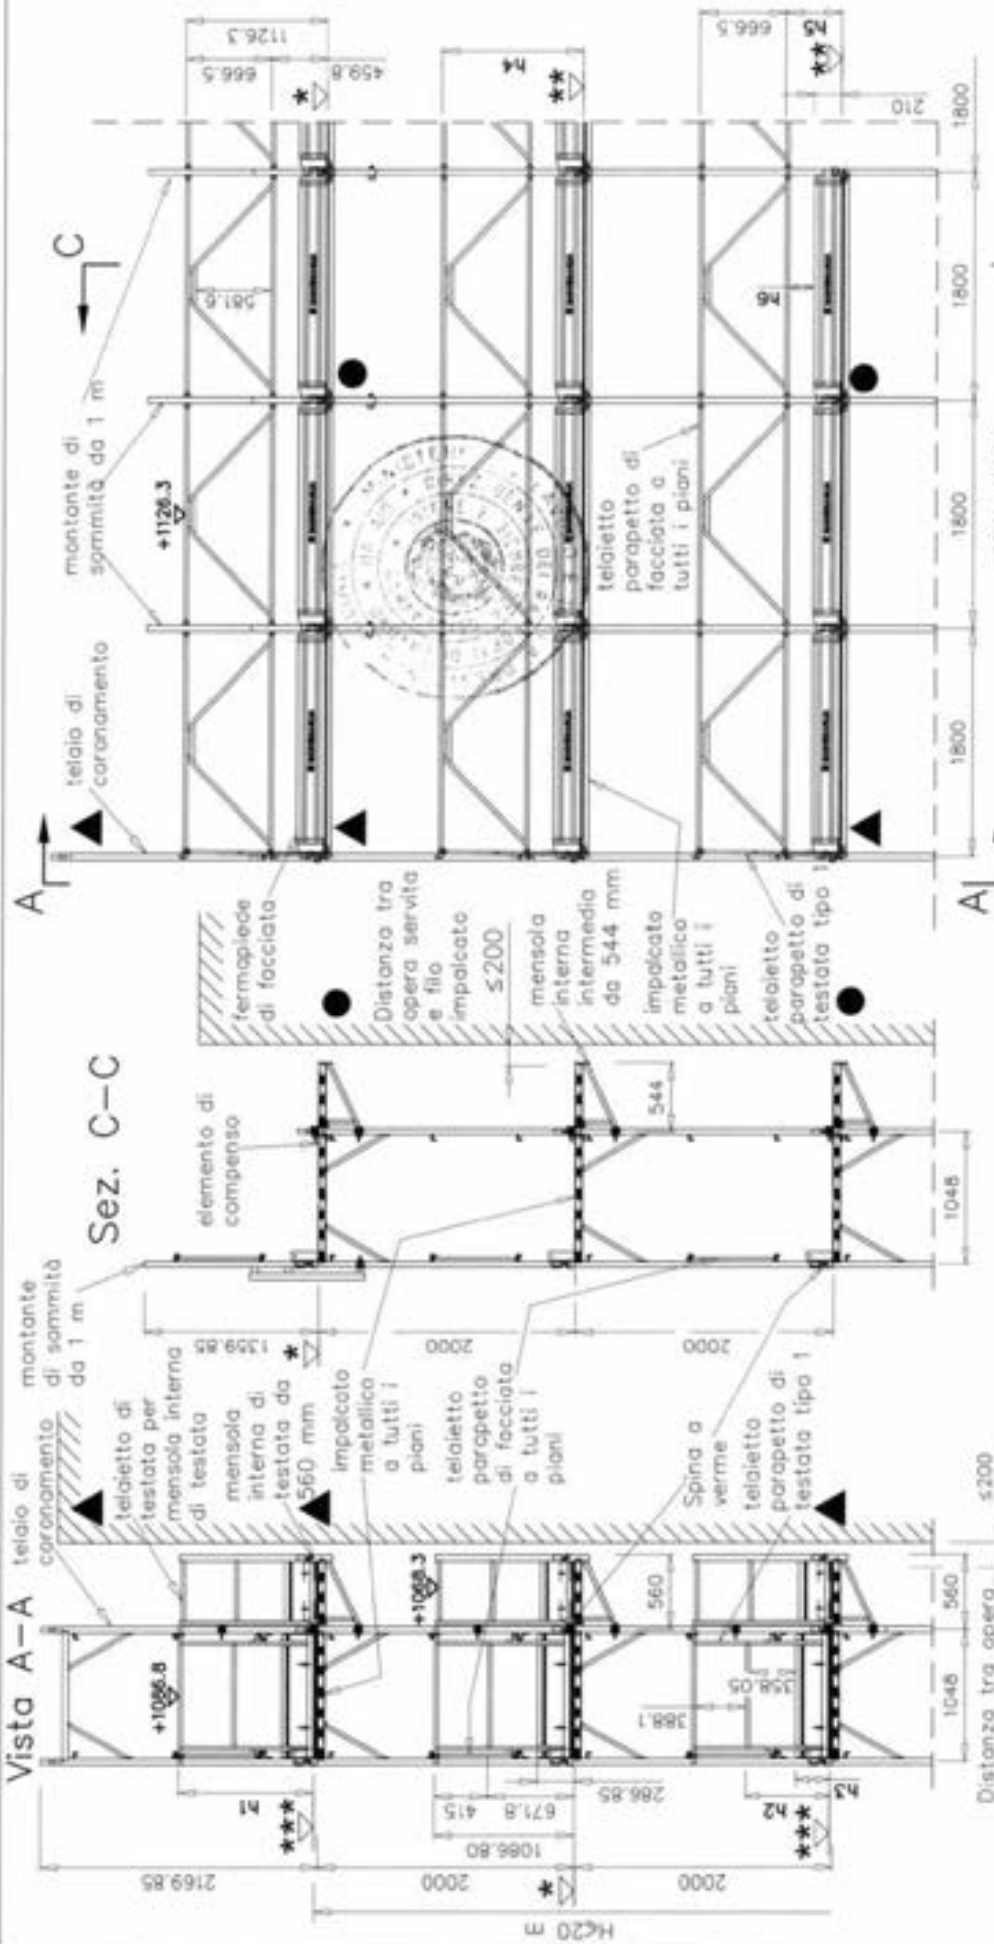 Vista A-A
telaio di
coronamento
montante
di sommità
da 1 m
Sez. C-C
A
telaio di
coronamento
montante di
sommità da 1 m
C
telaietto di
testata per
mensola interna
di testata
mensola
interna di
testata da
560 mm
impalcato
metallico
a tutti i
piani
telaietto
parapetto
di facciata
a tutti i
piani
Spina a
verme
telaietto
parapetto di
testata tipo 1
elemento di
compenso
fermapiede
di facciata
Distanza tra
opera servita
e filo
impalcato
≤200
mensola
interna
intermedia
da 544 mm
impalcato
metallico
a tutti i
piani
telaietto
parapetto di
testata tipo 1
telaietto
parapetto di
facciata a
tutti i piani
+1086.8
+1068.3
+1126.3
2169.85
2000
2000
H≤20 m
h1
***
*
1086.80
671.8
415
286.85
h2
h3
***
388.1
358.05
560
1048
560
≤200
Distanza tra opera
1359.85
*
2000
2000
544
1048
1126.3
666.5
459.8
*
581.6
h4
**
666.5
h5
**
210
h6
1800
1800
1800
1800
A